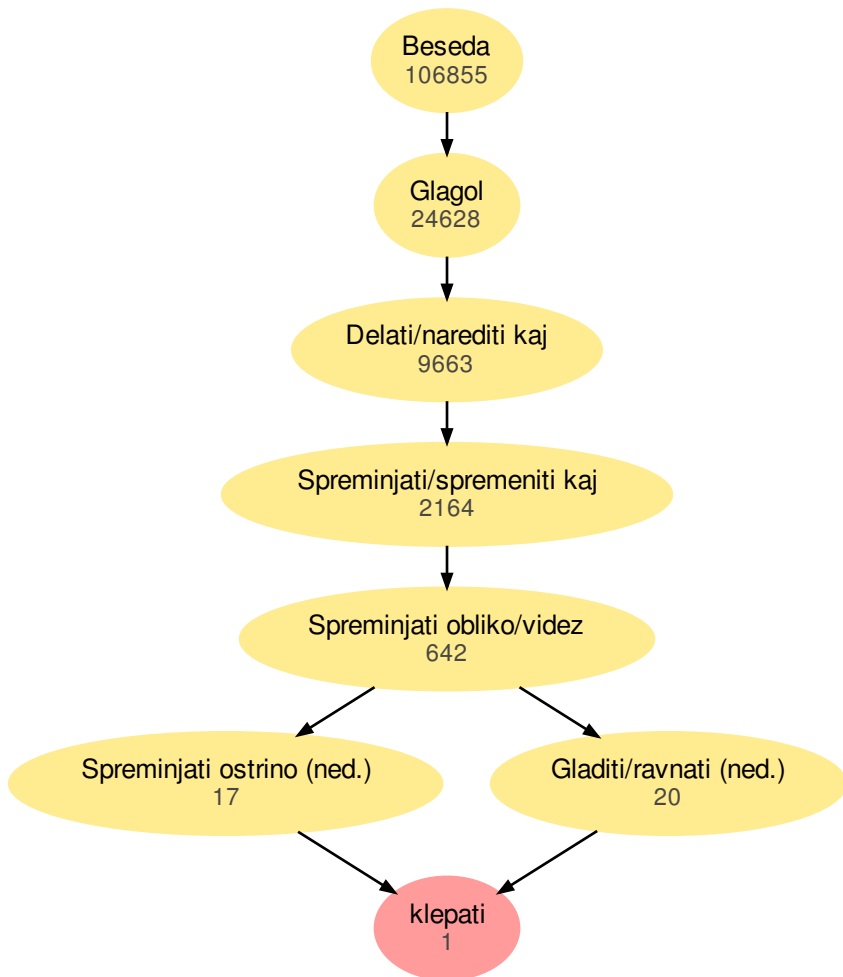 Beseda
106855
Glagol
24628
Delati/narediti kaj
9663
Spreminjati/spremeniti kaj
2164
Spreminjati obliko/videz
642
Spreminjati ostrino (ned.)
17
Gladiti/ravnati (ned.)
20
klepati
1